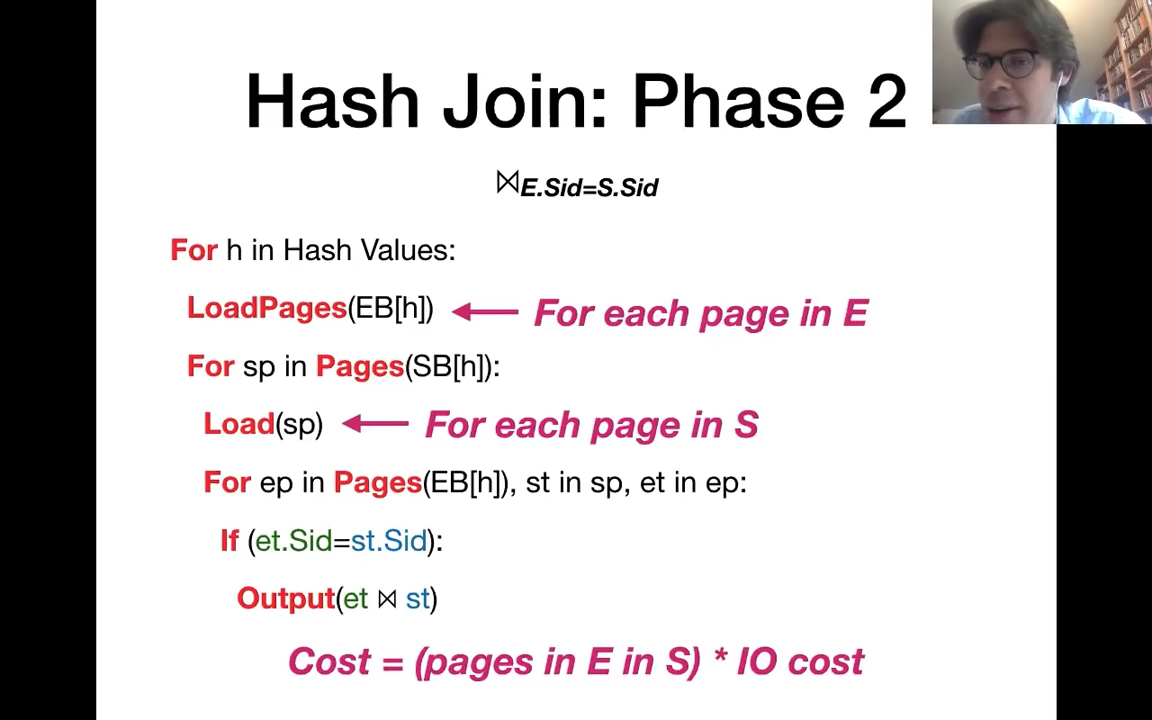 Hash Join: Phase 2
⋈E.Sid=S.Sid
For h in Hash Values:
LoadPages(EB[h]) For each page in E
For sp in Pages(SB[h]):
Load(sp) For each page in S
For ep in Pages(EB[h]), st in sp, et in ep:
If (et.Sid=st.Sid):
Output(et ⋈ st)
Cost = (pages in E in S) * IO cost